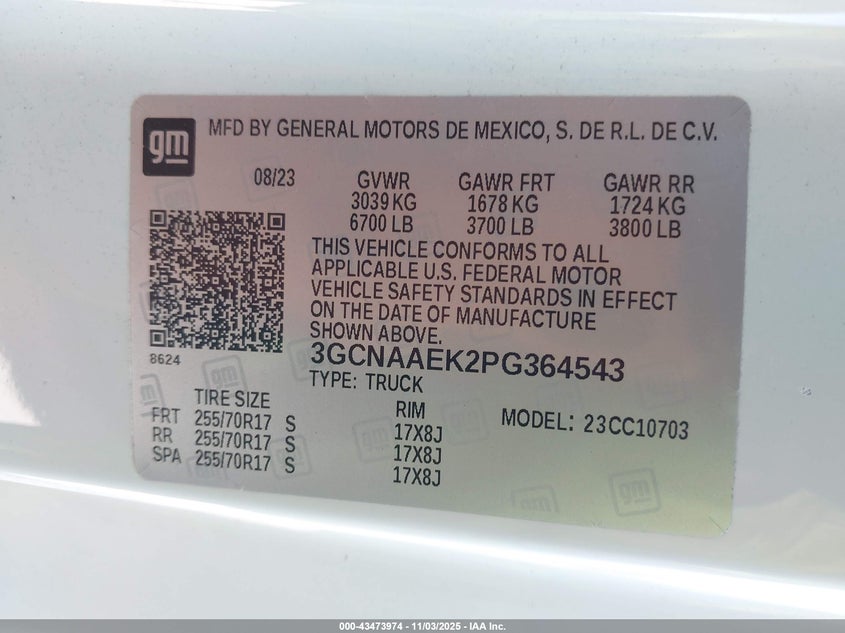 gm
MFD BY GENERAL MOTORS DE MEXICO, S. DE R.L. DE C.V.
08/23 GVWR GAWR FRT GAWR RR
3039 KG 1678 KG 1724 KG
6700 LB 3700 LB 3800 LB
THIS VEHICLE CONFORMS TO ALL
APPLICABLE U.S. FEDERAL MOTOR
VEHICLE SAFETY STANDARDS IN EFFECT
ON THE DATE OF MANUFACTURE
SHOWN ABOVE.
8624
3GCNAAEK2PG364543
TYPE: TRUCK
TIRE SIZE RIM MODEL: 23CC10703
FRT 255/70R17 S 17X8J
RR 255/70R17 S 17X8J
SPA 255/70R17 S 17X8J
gm
000-43473974 | 11/03/2025 - IAA Inc.